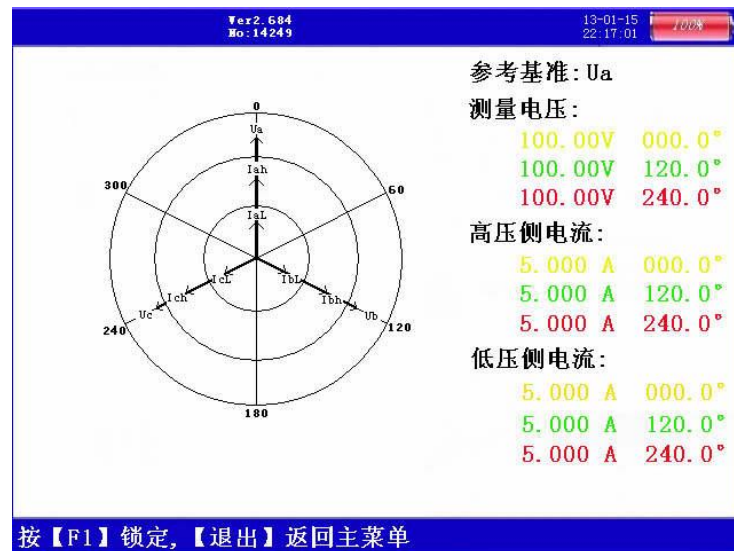 Ver2.684
No:14249
13-01-15
22:17:01
100%
参考基准:Ua
测量电压:
100.00V 000.0°
100.00V 120.0°
100.00V 240.0°
高压侧电流:
5.000 A 000.0°
5.000 A 120.0°
5.000 A 240.0°
低压侧电流:
5.000 A 000.0°
5.000 A 120.0°
5.000 A 240.0°
0
Ua
Iah
300
60
IaL
IcL
IbL
Ich
Ibh
Uc
Ub
240
120
180
按【F1】锁定,【退出】返回主菜单